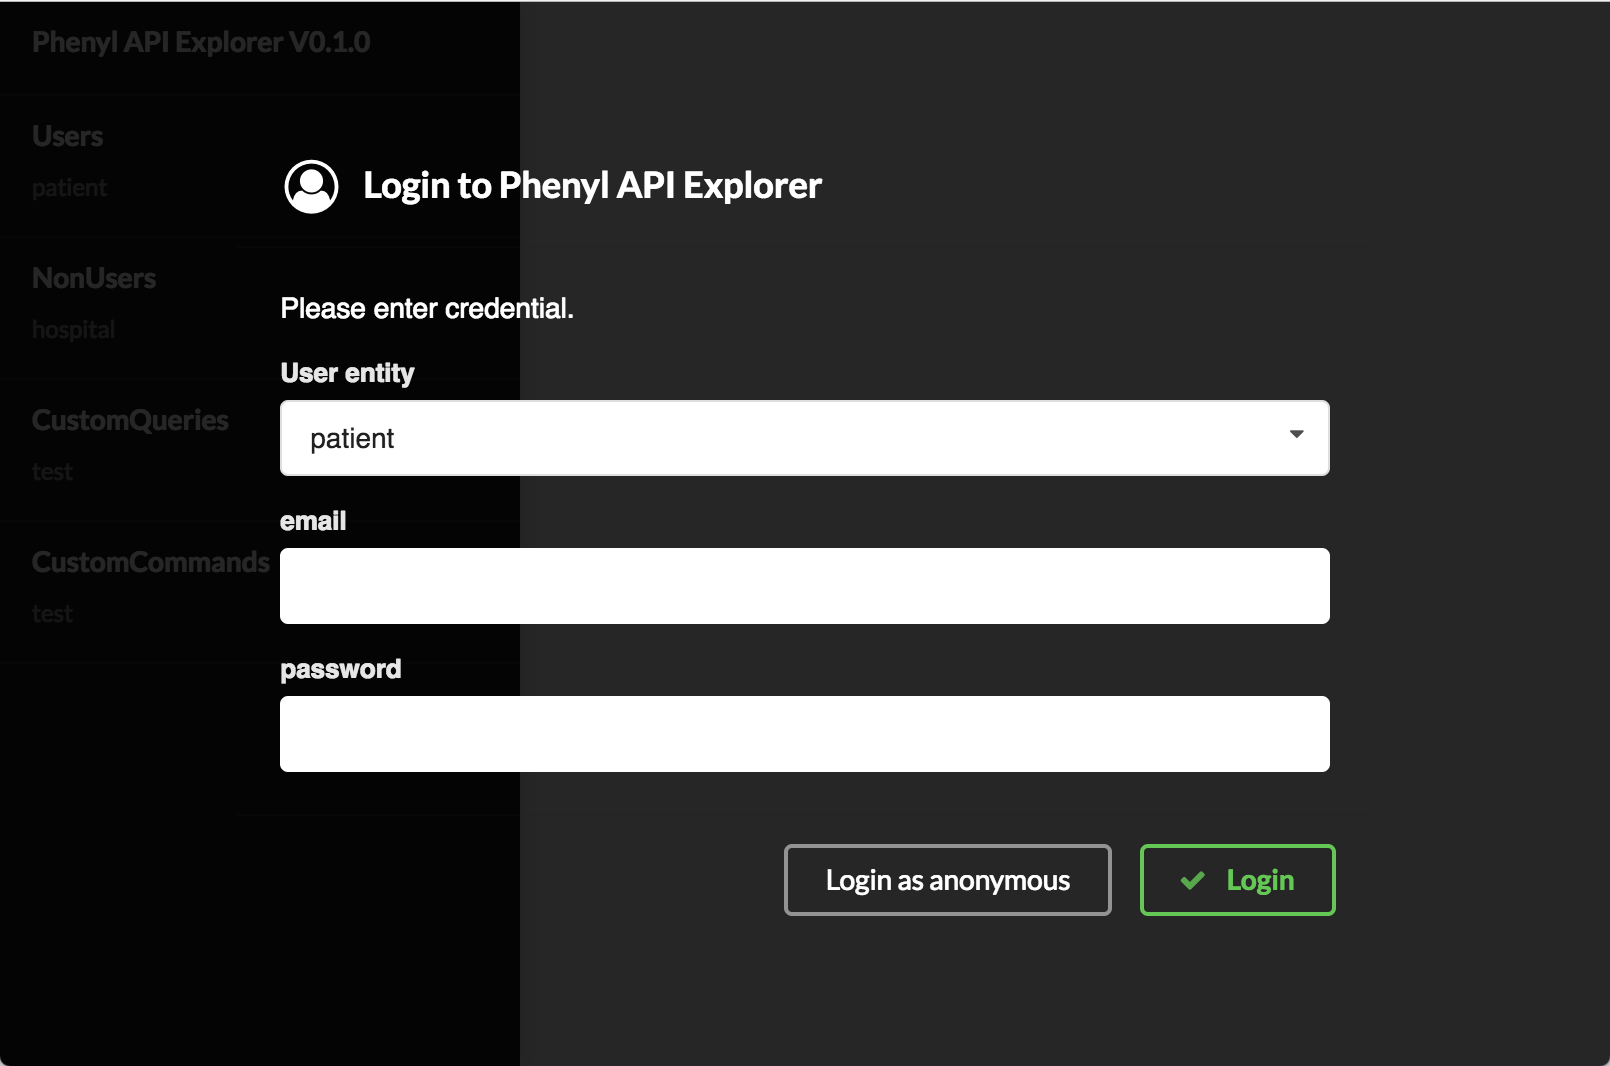 Phenyl API Explorer V0.1.0
Users
patient
NonUsers
hospital
CustomQueries
test
CustomCommands
test
Login to Phenyl API Explorer
Please enter credential.
User entity
patient
email
password
Login as anonymous
Login